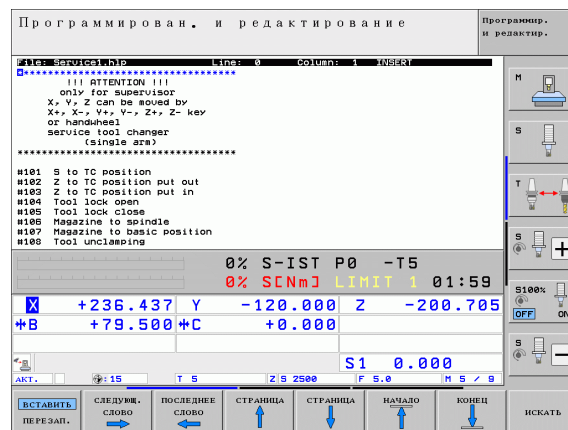 Программирован. и редактирование
Программир.
и редактир.
File: Service1.hlp Line: 0 Column: 1 INSERT
****************************************
!!! ATTENTION !!!
only for supervisor
X, Y, Z can be moved by
X+, X-, Y+, Y-, Z+, Z- key
or handwheel
service tool changer
(single arm)
****************************************
#101 S to TC position
#102 Z to TC position put out
#103 Z to TC position put in
#104 Tool lock open
#105 Tool lock close
#106 Magazine to spindle
#107 Magazine to basic position
#108 Tool unclamping
0% S-IST P0 -T5
0% S[Nm] LIMIT 1 01:59
X +236.437 Y -120.000 Z -200.705
B +79.500 C +0.000
S1 0.000
АКТ. : 15 T 5 Z S 2500 F 5.0 M 5 / 9
M
S
T
S
+
S100%
OFF ON
S
-
ВСТАВИТЬ
ПЕРЕЗАП.
СЛЕДУЮЩ.
СЛОВО
ПОСЛЕДНЕЕ
СЛОВО
СТРАНИЦА
СТРАНИЦА
НАЧАЛО
КОНЕЦ
ИСКАТЬ